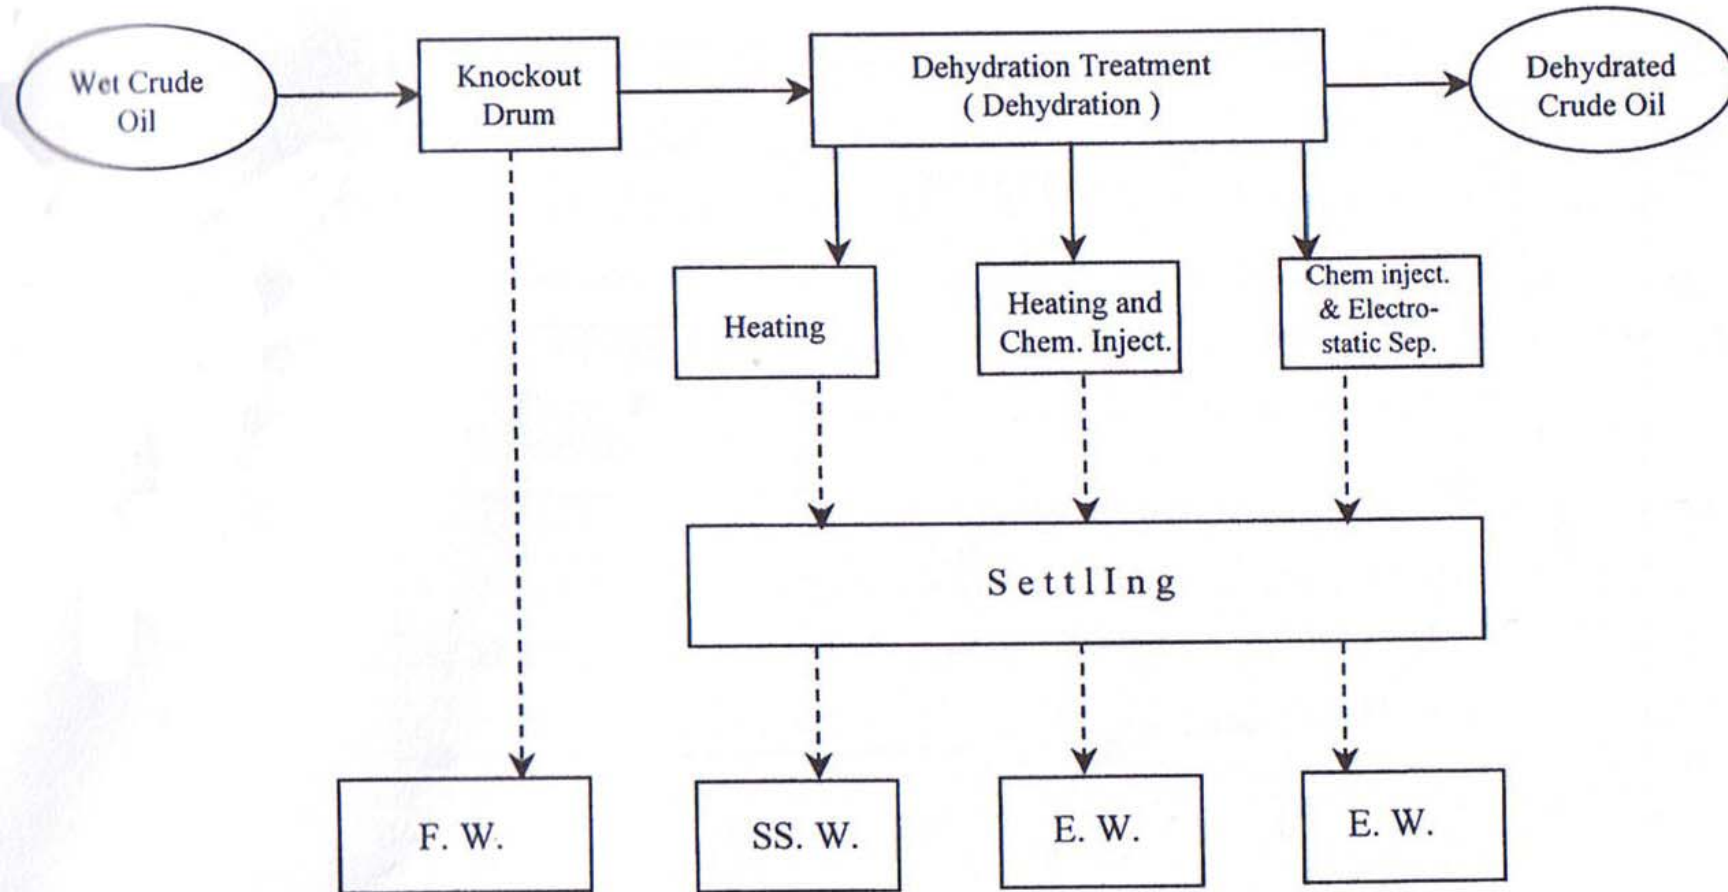 Wet Crude
Oil
Knockout
Drum
Dehydration Treatment
( Dehydration )
Dehydrated
Crude Oil
Heating
Heating and
Chem. Inject.
Chem inject.
& Electro-
static Sep.
SettlIng
F. W.
SS. W.
E. W.
E. W.